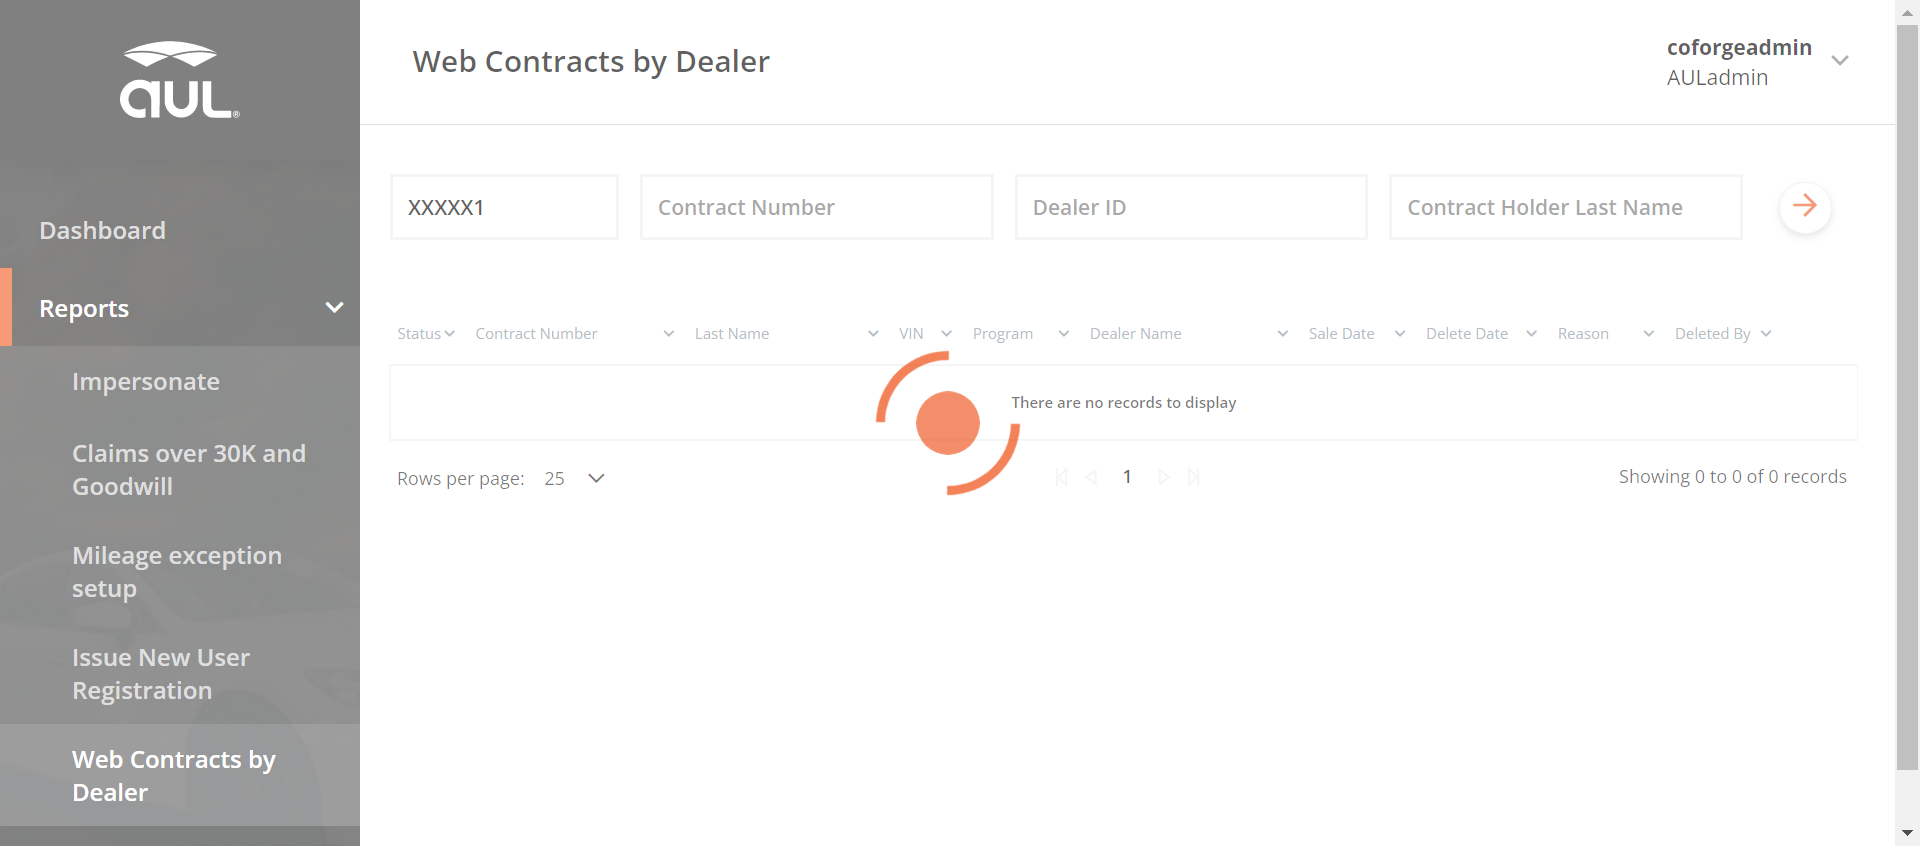 aUL®
Dashboard
Reports
Impersonate
Claims over 30K and
Goodwill
Mileage exception
setup
Issue New User
Registration
Web Contracts by
Dealer
Web Contracts by Dealer
coforgeadmin
AULadmin
XXXXX1 Contract Number Dealer ID Contract Holder Last Name
Status Contract Number Last Name VIN Program Dealer Name Sale Date Delete Date Reason Deleted By
There are no records to display
Rows per page: 25 1 Showing 0 to 0 of 0 records